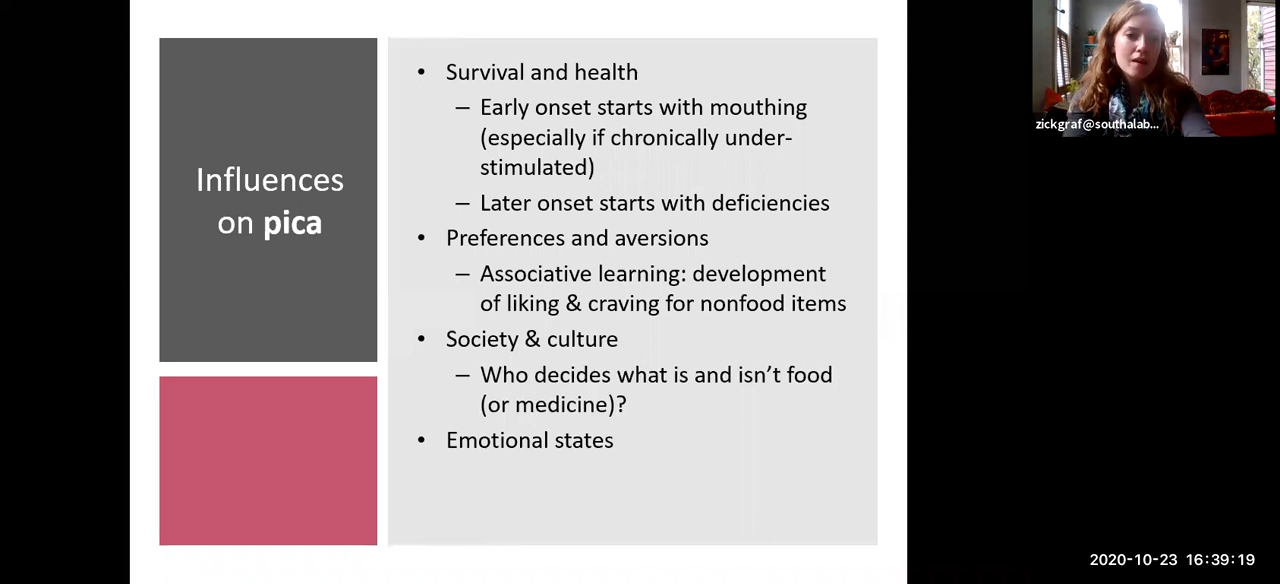 Influences
on pica
• Survival and health
– Early onset starts with mouthing
(especially if chronically under-
stimulated)
– Later onset starts with deficiencies
• Preferences and aversions
– Associative learning: development
of liking & craving for nonfood items
• Society & culture
– Who decides what is and isn’t food
(or medicine)?
• Emotional states
zickgraf@southalab...
2020-10-23 16:39:19